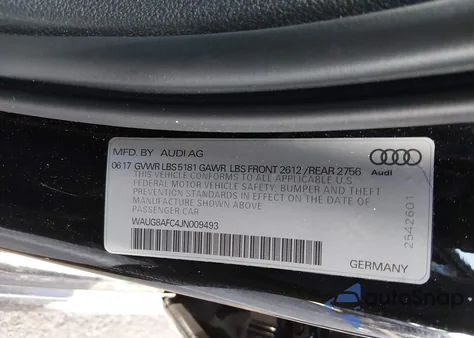 MFD. BY AUDI AG
06 17 GVWR LBS 5181 GAWR LBS FRONT 2612 / REAR 2756
THIS VEHICLE CONFORMS TO ALL APPLICABLE U.S.
FEDERAL MOTOR VEHICLE SAFETY, BUMPER AND THEFT
PREVENTION STANDARDS IN EFFECT ON THE DATE OF
MANUFACTURE SHOWN ABOVE.
PASSENGER CAR
WAUG8AFC4JN009493
Audi
2542601
GERMANY
AutoSnap